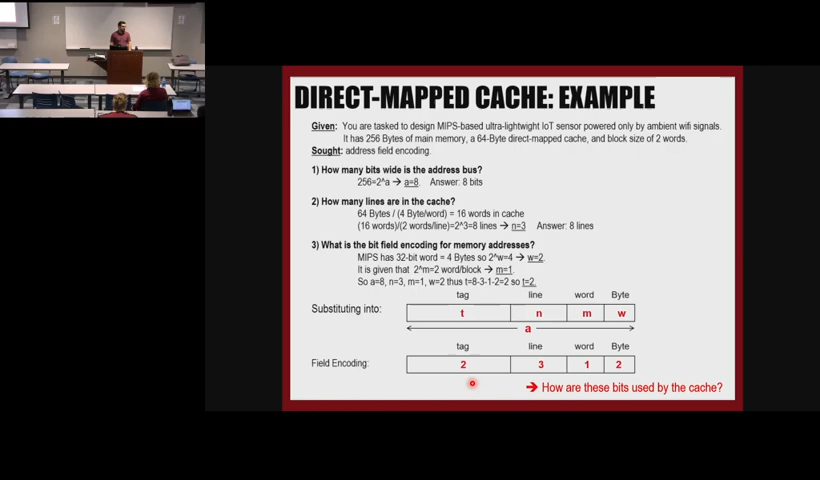 DIRECT-MAPPED CACHE: EXAMPLE
Given: You are tasked to design MIPS-based ultra-lightwight IoT sensor powered only by ambient wifi signals.
It has 256 Bytes of main memory, a 64-Byte direct-mapped cache, and block size of 2 words.
Sought: address field encoding.
1) How many bits wide is the address bus?
256=2^a → a=8. Answer: 8 bits
2) How many lines are in the cache?
64 Bytes / (4 Byte/word) = 16 words in cache
(16 words)/(2 words/line)=2^3=8 lines → n=3 Answer: 8 lines
3) What is the bit field encoding for memory addresses?
MIPS has 32-bit word = 4 Bytes so 2^w=4 → w=2.
It is given that 2^m=2 word/block → m=1.
So a=8, n=3, m=1, w=2 thus t=8-3-1-2=2 so t=2.
tag line word Byte
Substituting into: t n m w
a
tag line word Byte
Field Encoding: 2 3 1 2
→ How are these bits used by the cache?